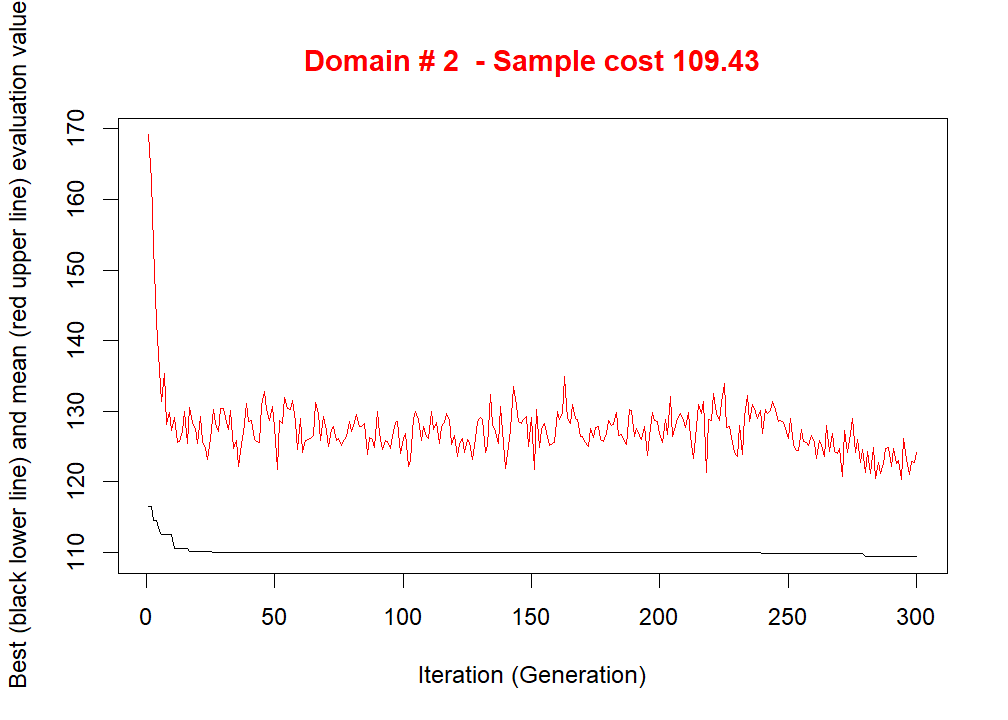 Domain # 2  - Sample cost 109.43
Best (black lower line) and mean (red upper line) evaluation value
170
160
150
140
130
120
110
0 50 100 150 200 250 300
Iteration (Generation)